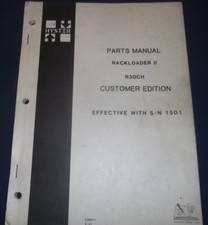 HYSTER
PARTS MANUAL
RACKLOADER II
R30CH
CUSTOMER EDITION
EFFECTIVE WITH S/N 1501